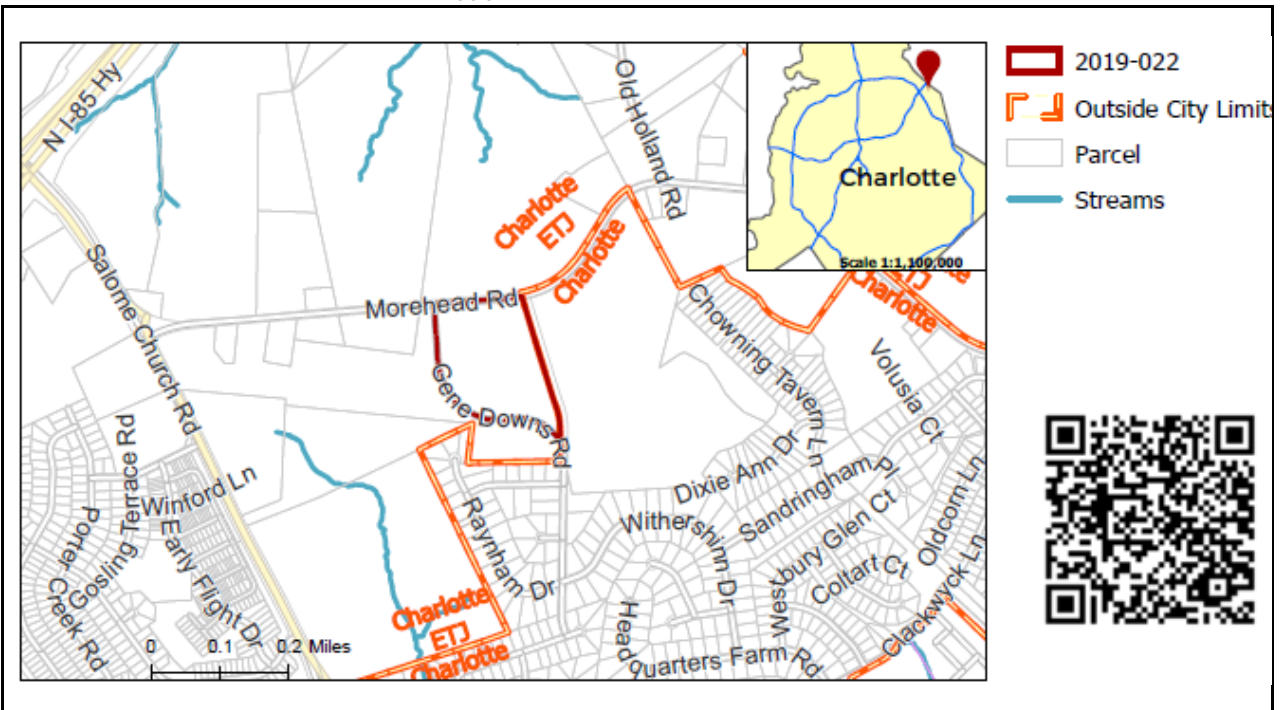 N I-85 Hy
Old Holland Rd
Charlotte
ETJ
Charlotte
Salome Church Rd
Morehead Rd
Gene Downs Rd
Chowning Tavern Ln
Volusia Ct
Charlotte
Dixie Ann Dr
Sandringham Pl
Withershinn Dr
Westbury Glen Ct
Coltart Ct
Oldcorn Ln
Clackwyck Ln
Raynham Dr
Headquarters Farm Rd
Winford Ln
Gosling Terrace Rd
Early Flight Dr
Porter Creek Rd
Charlotte
ETJ
Charlotte
0 0.1 0.2 Miles
Charlotte
Scale 1:1,100,000
2019-022
Outside City Limits
Parcel
Streams